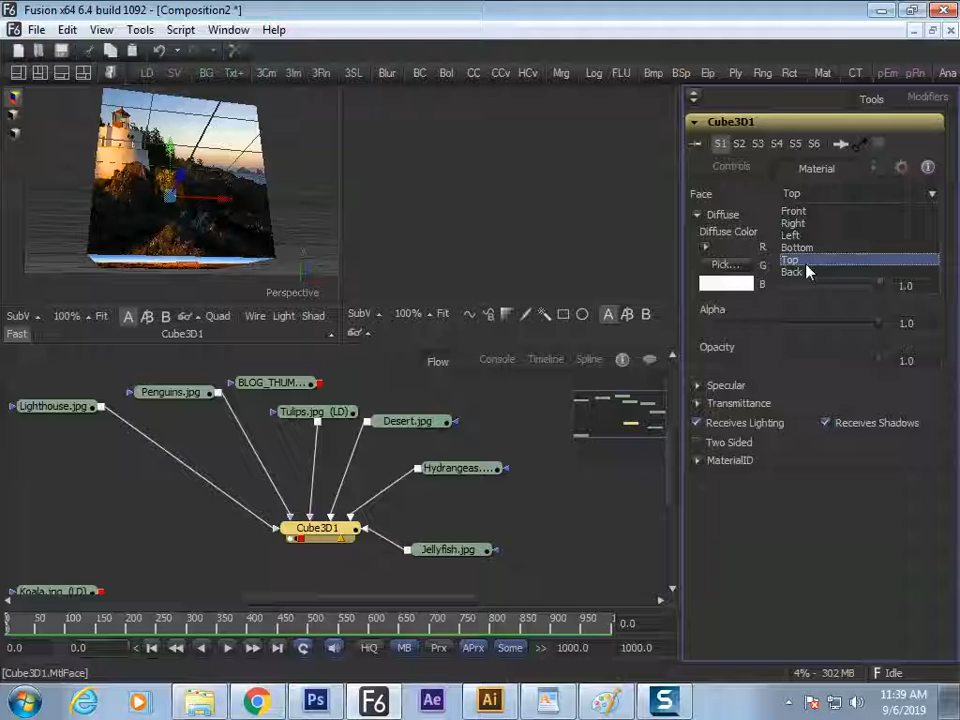 Fusion x64 6.4 build 1092 - [Composition2 *]
File Edit View Tools Script Window Help
LD SV BG Txt+ 3Cm 3Im 3Rn 3SL Blur BC Bol CC CCv HCv Mrg Log FLU Bmp BSp Elp Ply Rng Rct Mat CT pEm pRn Ana
Tools Modifiers
Cube3D1
S1 S2 S3 S4 S5 S6
Controls Material
Face Top
Front
Right
Left
Bottom
Top
Back
Diffuse
Diffuse Color
R
Pick... G
B 1.0
Alpha
1.0
Opacity
1.0
Specular
Transmittance
Receives Lighting Receives Shadows
Two Sided
MaterialID
Perspective
SubV 100% Fit A B Quad Wire Light Shad
Fast Cube3D1
SubV 100% Fit A B
Flow Console Timeline Spline
Lighthouse.jpg
Penguins.jpg
BLOG_THUM...
Tulips.jpg (LD)
Desert.jpg
Hydrangeas....
Cube3D1
Jellyfish.jpg
Koala.jpg (LD)
0 50 100 150 200 250 300 350 400 450 500 550 600 650 700 750 800 850 900 950
0.0
0.0 0.0 < HiQ MB Prx APrx Some >> 1000.0 1000.0
[Cube3D1.MtlFace] 4% - 302 MB F Idle
Ps F6 Ae Ai S
11:39 AM
9/6/2019